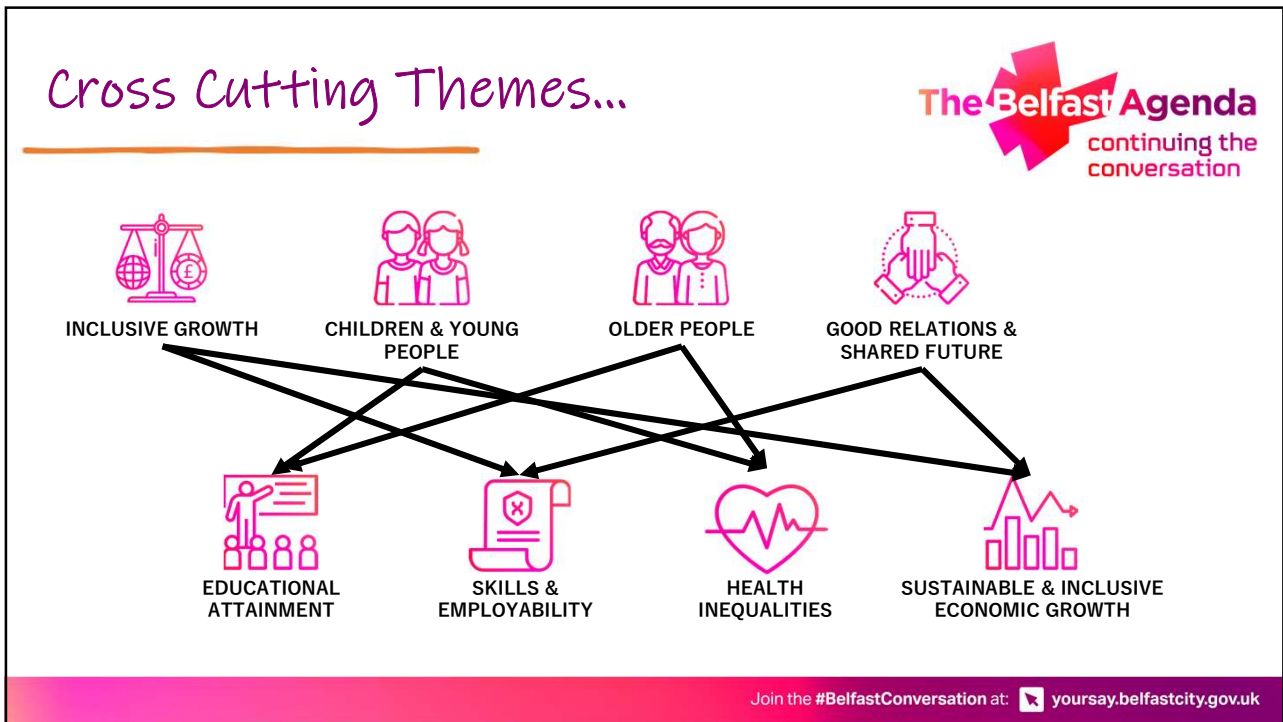 Cross Cutting Themes...
The Belfast Agenda
continuing the
conversation
£
INCLUSIVE GROWTH
CHILDREN & YOUNG
PEOPLE
OLDER PEOPLE
GOOD RELATIONS &
SHARED FUTURE
EDUCATIONAL
ATTAINMENT
SKILLS &
EMPLOYABILITY
HEALTH
INEQUALITIES
SUSTAINABLE & INCLUSIVE
ECONOMIC GROWTH
Join the #BelfastConversation at: yoursay.belfastcity.gov.uk